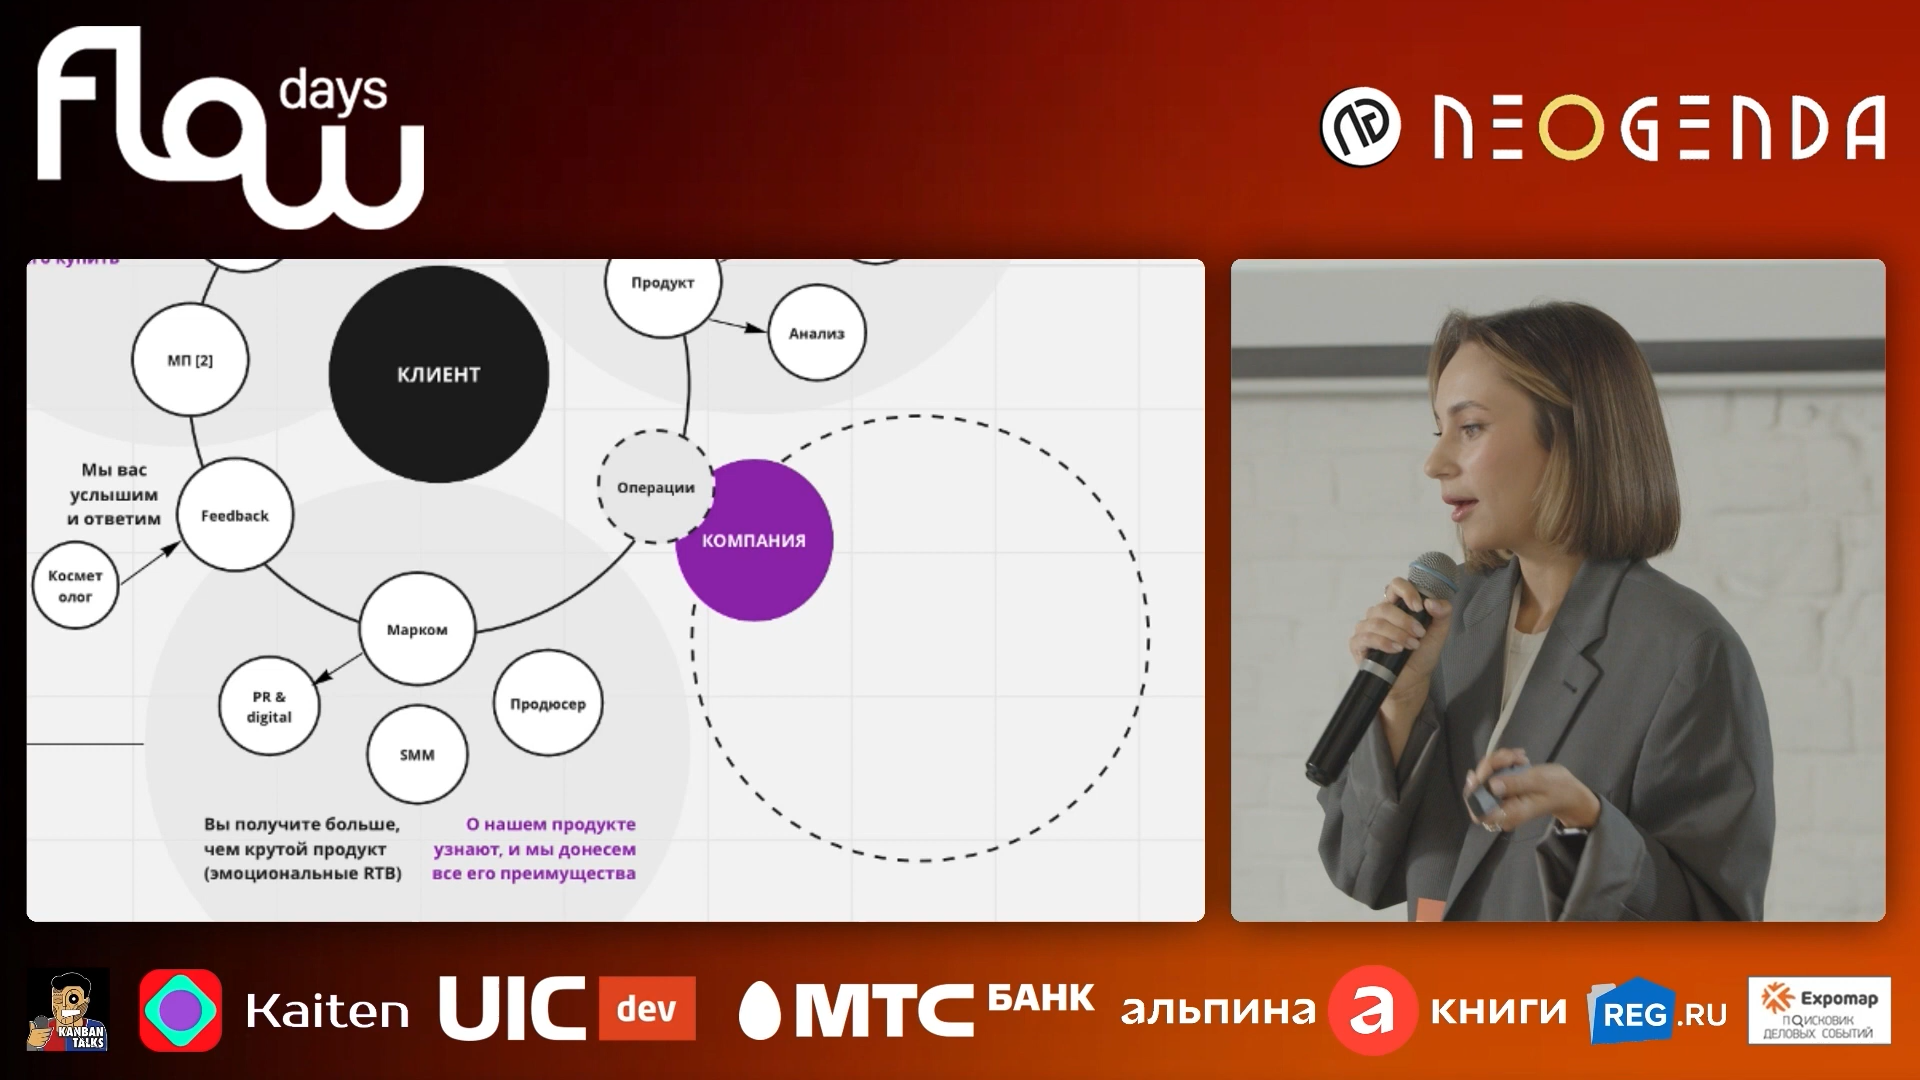 flow
days
NEOGENDA
го купить
МП [2]
КЛИЕНТ
Продукт
Анализ
Мы вас
услышим
и ответим
Feedback
Космет
олог
Операции
КОМПАНИЯ
Марком
PR &
digital
SMM
Продюсер
Вы получите больше,
чем крутой продукт
(эмоциональные RTB)
О нашем продукте
узнают, и мы донесем
все его преимущества
KANBAN
TALKS
Kaiten
UIC dev
МТС БАНК
альпина а книги
REG.RU
Expomap
ПОИСКОВИК
ДЕЛОВЫХ СОБЫТИЙ